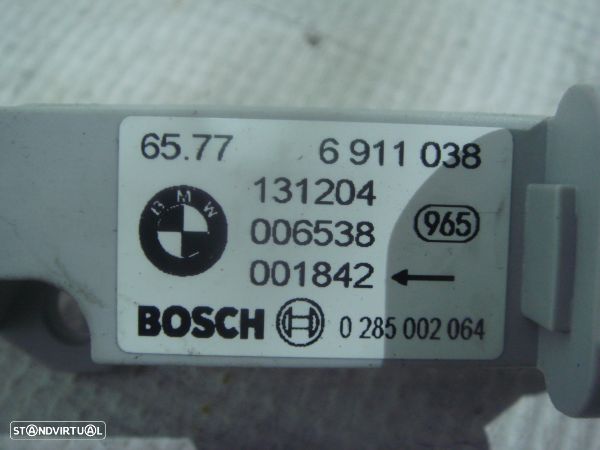 65.77 6 911 038
131204
BMW
006538 965
001842
BOSCH 0 285 002 064
STANDVIRTUAL